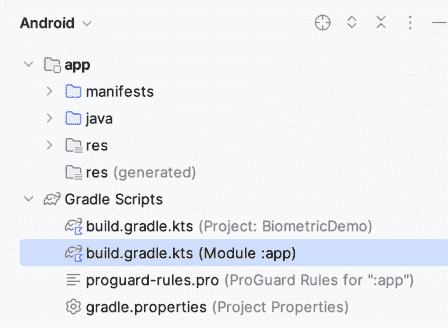 Android
app
manifests
java
res
res (generated)
Gradle Scripts
build.gradle.kts (Project: BiometricDemo)
build.gradle.kts (Module :app)
proguard-rules.pro (ProGuard Rules for ":app")
gradle.properties (Project Properties)